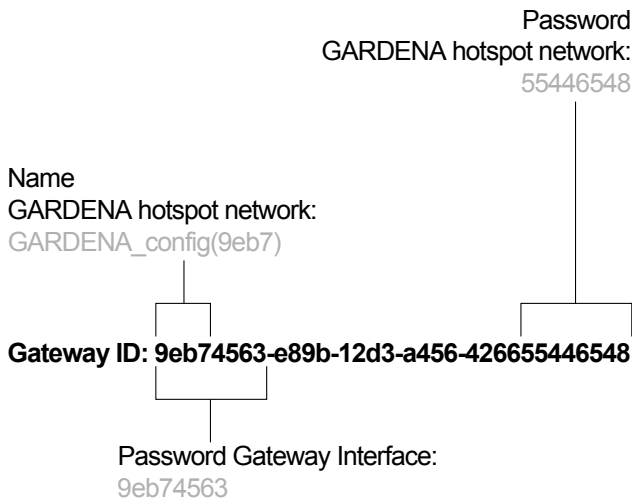 Password
GARDENA hotspot network:
55446548
Name
GARDENA hotspot network:
GARDENA_config(9eb7)
Gateway ID: 9eb74563-e89b-12d3-a456-426655446548
Password Gateway Interface:
9eb74563